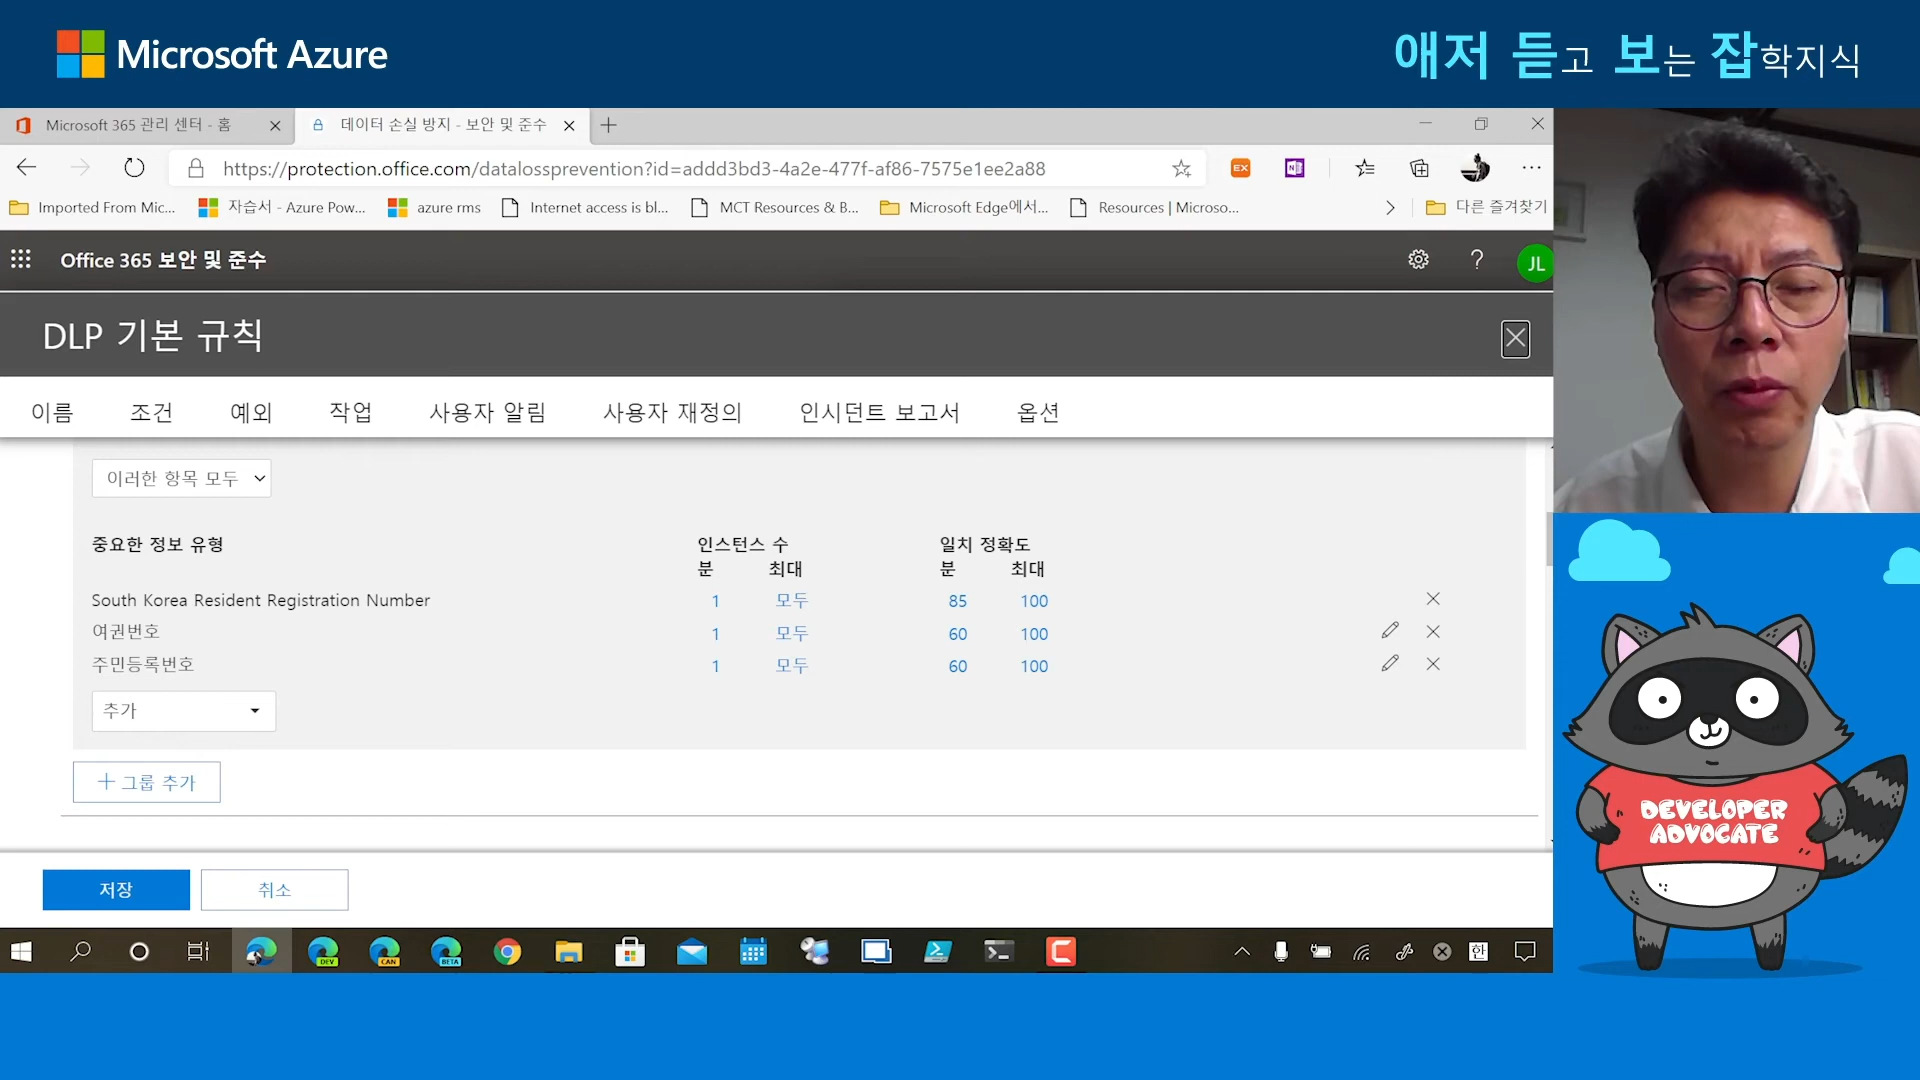 Microsoft Azure
애저 듣고 보는 잡학지식
Microsoft 365 관리 센터 - 홈
데이터 손실 방지 - 보안 및 준수
https://protection.office.com/datalossprevention?id=addd3bd3-4a2e-477f-af86-7575e1ee2a88
EX
N
Imported From Mic...
자습서 - Azure Pow...
azure rms
Internet access is bl...
MCT Resources & B...
Microsoft Edge에서...
Resources | Microso...
다른 즐겨찾기
Office 365 보안 및 준수
?
JL
DLP 기본 규칙
이름 조건 예외 작업 사용자 알림 사용자 재정의 인시던트 보고서 옵션
이러한 항목 모두
중요한 정보 유형 인스턴스 수 일치 정확도
분 최대 분 최대
South Korea Resident Registration Number 1 모두 85 100
여권번호 1 모두 60 100
주민등록번호 1 모두 60 100
추가
+ 그룹 추가
저장 취소
DEV CAN BETA
한
DEVELOPER
ADVOCATE